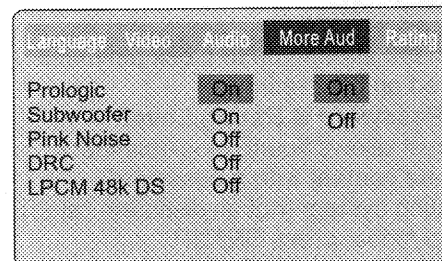 Language Video Audio More Aud Rating
Prologic On On
Subwoofer On Off
Pink Noise Off
DRC Off
LPCM 48k DS Off